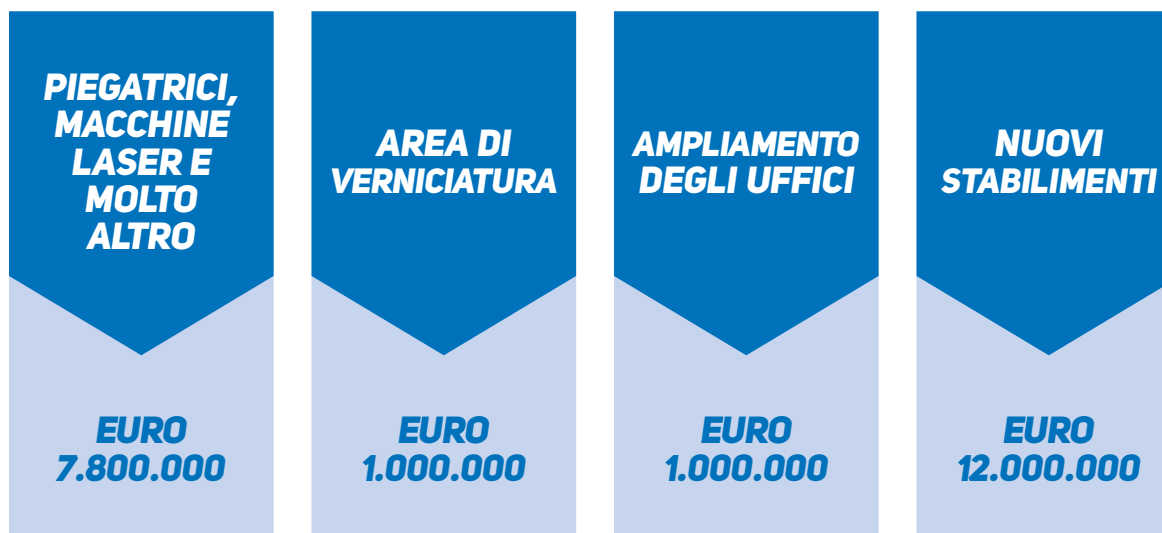 PIEGATRICI,
MACCHINE
LASER E
MOLTO
ALTRO
EURO
7.800.000
AREA DI
VERNICIATURA
EURO
1.000.000
AMPLIAMENTO
DEGLI UFFICI
EURO
1.000.000
NUOVI
STABILIMENTI
EURO
12.000.000